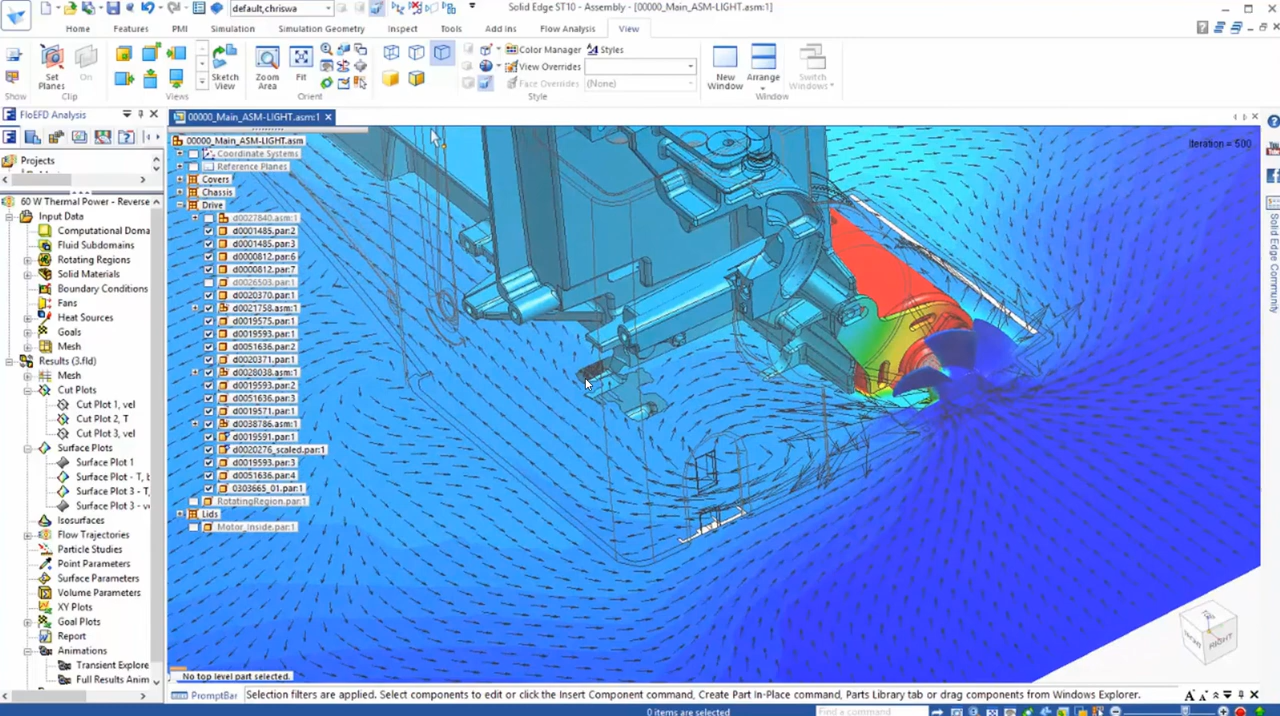 default,chriswa
Solid Edge ST10 - Assembly - [00000_Main_ASM-LIGHT.asm:1]
Home
Features
PMI
Simulation
Simulation Geometry
Inspect
Tools
Add Ins
Flow Analysis
View
Set Planes
On
Sketch View
Zoom Area
Fit
Color Manager
Styles
View Overrides
Face Overrides
(None)
New Window
Arrange
Switch Windows
Show
Clip
Views
Orient
Style
Window
FloEFD Analysis
00000_Main_ASM-LIGHT.asm:1
Projects
60 W Thermal Power - Reverse
Input Data
Computational Doma
Fluid Subdomains
Rotating Regions
Solid Materials
Boundary Conditions
Fans
Heat Sources
Goals
Mesh
Results (3.fld)
Mesh
Cut Plots
Cut Plot 1, vel
Cut Plot 2, T
Cut Plot 3, vel
Surface Plots
Surface Plot 1
Surface Plot - T, b
Surface Plot 3 - T,
Surface Plot 3 - v
Isosurfaces
Flow Trajectories
Particle Studies
Point Parameters
Surface Parameters
Volume Parameters
XY Plots
Goal Plots
Report
Animations
Transient Explore
Full Results Anim
00000_Main_ASM-LIGHT.asm
Coordinate Systems
Reference Planes
Covers
Chassis
Drive
d0027840.asm:1
d0001485.par:2
d0001485.par:3
d0000812.par:6
d0000812.par:7
d0026503.par:1
d0020370.par:1
d0021758.asm:1
d0019575.par:1
d0019593.par:1
d0051636.par:2
d0020371.par:1
d0028038.asm:1
d0019593.par:2
d0051636.par:3
d0019571.par:1
d0038786.asm:1
d0019591.par:1
d0020276_scaled.par:1
d0019593.par:3
d0051636.par:4
0303665_01.par:1
RotatingRegion.par:1
Lids
Motor_Inside.par:1
Iteration = 500
Solid Edge Community
FRONT
RIGHT
No top level part selected.
PromptBar
Selection filters are applied. Select components to edit or click the Insert Component command, Create Part In-Place command, Parts Library tab or drag components from Windows Explorer.
0 items are selected
Find a command